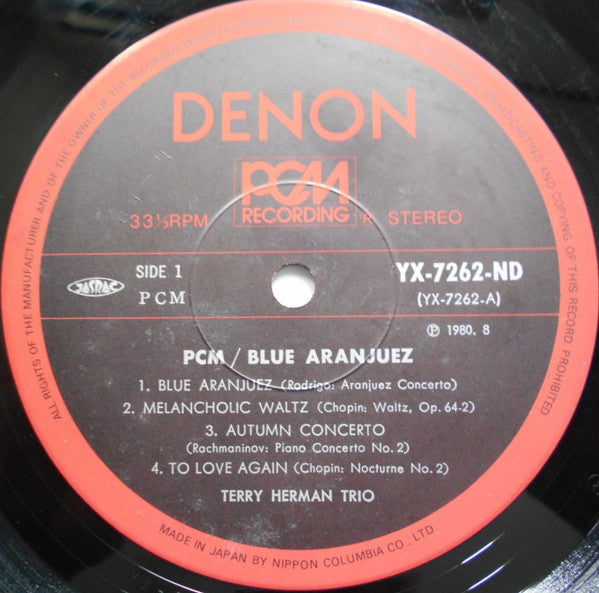 ALL RIGHTS OF THE MANUFACTURER AND OF THE OWNER OF THE RECORDED WORK RESERVED
BROADCASTING AND COPYING OF THIS RECORD PROHIBITED
DENON
PCM
RECORDING
33⅓RPM
R STEREO
SIDE 1
YX-7262-ND
JASRAC
PCM
(YX-7262-A)
Ⓟ 1980. 8
PCM / BLUE ARANJUEZ
1. BLUE ARANJUEZ (Rodrigo: Aranjuez Concerto)
2. MELANCHOLIC WALTZ (Chopin: Waltz, Op. 64-2)
3. AUTUMN CONCERTO
(Rachmaninov: Piano Concerto No. 2)
4. TO LOVE AGAIN (Chopin: Nocturne No. 2)
TERRY HERMAN TRIO
MADE IN JAPAN BY NIPPON COLUMBIA CO., LTD.